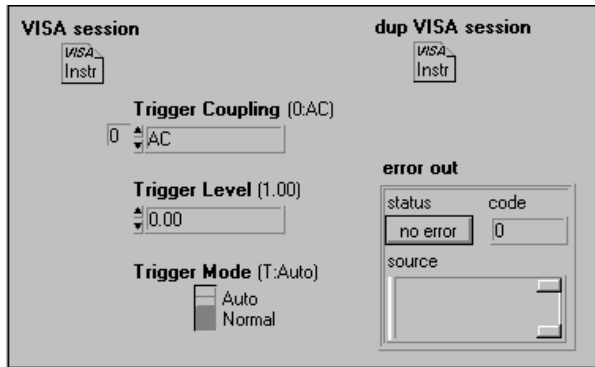 VISA session
VISA
Instr
dup VISA session
VISA
Instr
Trigger Coupling (0:AC)
0 AC
Trigger Level (1.00)
0.00
Trigger Mode (T:Auto)
Auto
Normal
error out
status code
no error 0
source